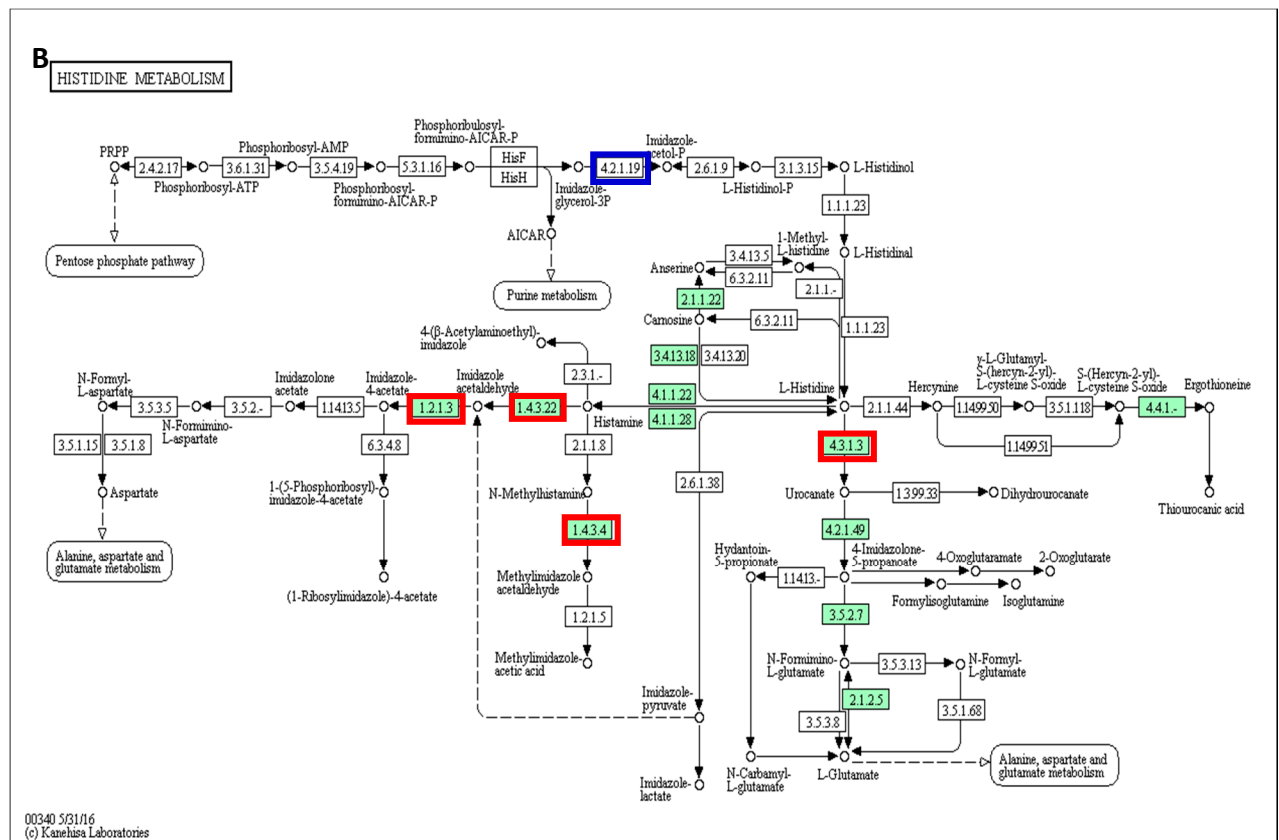 B
HISTIDINE METABOLISM
Phosphoribulosyl-
formimino-AICAR-P
Imidazole-
acetol-P
Phosphoribosyl-AMP
PRPP
2.4.2.17
3.6.1.31
3.5.4.19
5.3.1.16
HisF
HisH
4.2.1.19
2.6.1.9
3.1.3.15
L-Histidinol
Phosphoribosyl-ATP
Phosphoribosyl-
formimino-AICAR-P
Imidazole-
glycerol-3P
L-Histidinol-P
1.1.1.23
AICAR
1-Methyl-
L-histidine
L-Histidinal
Pentose phosphate pathway
Anserine
3.4.13.5
6.3.2.11
2.1.1.-
Purine metabolism
2.1.1.22
Carnosine
6.3.2.11
1.1.1.23
4-(β-Acetylaminoethyl)-
imidazole
3.4.13.18
3.4.13.20
2.3.1.-
γ-L-Glutamyl-
S-(hercyn-2-yl)-
L-cysteine S-oxide
S-(Hercyn-2-yl)-
L-cysteine S-oxide
Ergothioneine
N-Formyl-
L-aspartate
Imidazolone
acetate
Imidazole-
4-acetate
Imidazole
acetaldehyde
4.1.1.22
L-Histidine
Hercynine
3.5.3.5
3.5.2.-
1.14.13.5
1.2.1.3
1.4.3.22
Histamine
4.1.1.28
2.1.1.44
1.14.99.50
3.5.1.118
4.4.1.-
N-Formimino-
L-aspartate
3.5.1.15
3.5.1.8
6.3.4.8
2.1.1.8
4.3.1.3
1.14.99.51
2.6.1.38
Aspartate
1-(5-Phosphoribosyl)-
imidazole-4-acetate
N-Methylhistamine
Urocanate
1.3.99.33
Dihydrourocanate
Thiourocanic acid
1.4.3.4
4.2.1.49
Alanine, aspartate and
glutamate metabolism
Hydantoin-
5-propionate
4-Imidazolone-
5-propanoate
4-Oxoglutaramate
2-Oxoglutarate
Methylimidazole
acetaldehyde
1.14.13.-
Formylisoglutamine
Isoglutamine
(1-Ribosylimidazole)-4-acetate
1.2.1.5
3.5.2.7
Methylimidazole-
acetic acid
N-Formimino-
L-glutamate
3.5.3.13
N-Formyl-
L-glutamate
Imidazole-
pyruvate
2.1.2.5
3.5.3.8
3.5.1.68
Imidazole-
lactate
N-Carbamyl-
L-glutamate
L-Glutamate
Alanine, aspartate and
glutamate metabolism
00340 5/31/16
(c) Kanehisa Laboratories